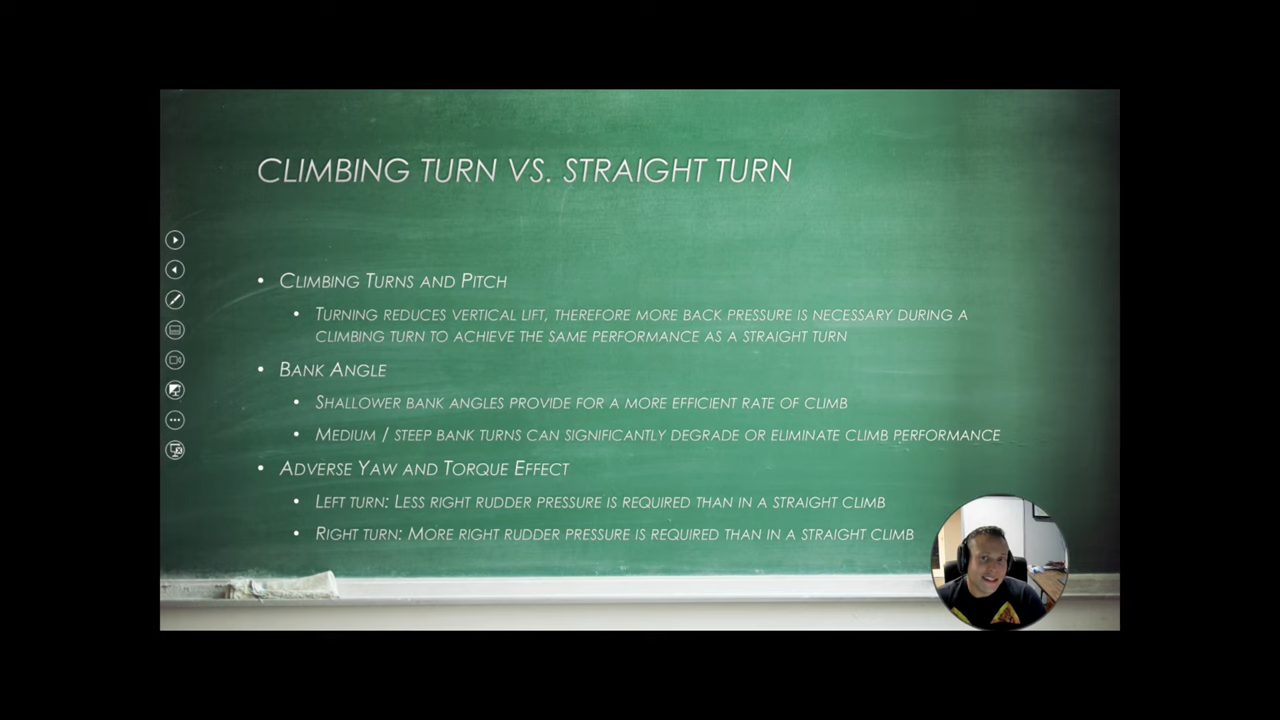 CLIMBING TURN VS. STRAIGHT TURN
• CLIMBING TURNS AND PITCH
• TURNING REDUCES VERTICAL LIFT, THEREFORE MORE BACK PRESSURE IS NECESSARY DURING A
CLIMBING TURN TO ACHIEVE THE SAME PERFORMANCE AS A STRAIGHT TURN
• BANK ANGLE
• SHALLOWER BANK ANGLES PROVIDE FOR A MORE EFFICIENT RATE OF CLIMB
• MEDIUM / STEEP BANK TURNS CAN SIGNIFICANTLY DEGRADE OR ELIMINATE CLIMB PERFORMANCE
• ADVERSE YAW AND TORQUE EFFECT
• LEFT TURN: LESS RIGHT RUDDER PRESSURE IS REQUIRED THAN IN A STRAIGHT CLIMB
• RIGHT TURN: MORE RIGHT RUDDER PRESSURE IS REQUIRED THAN IN A STRAIGHT CLIMB